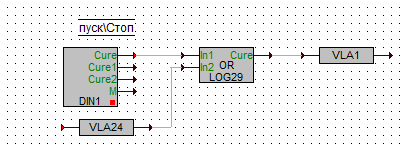 пуск\Стоп.
Cure
Cure1
Cure2
M
DIN1
In1 Cure
In2 OR
LOG29
VLA1
VLA24